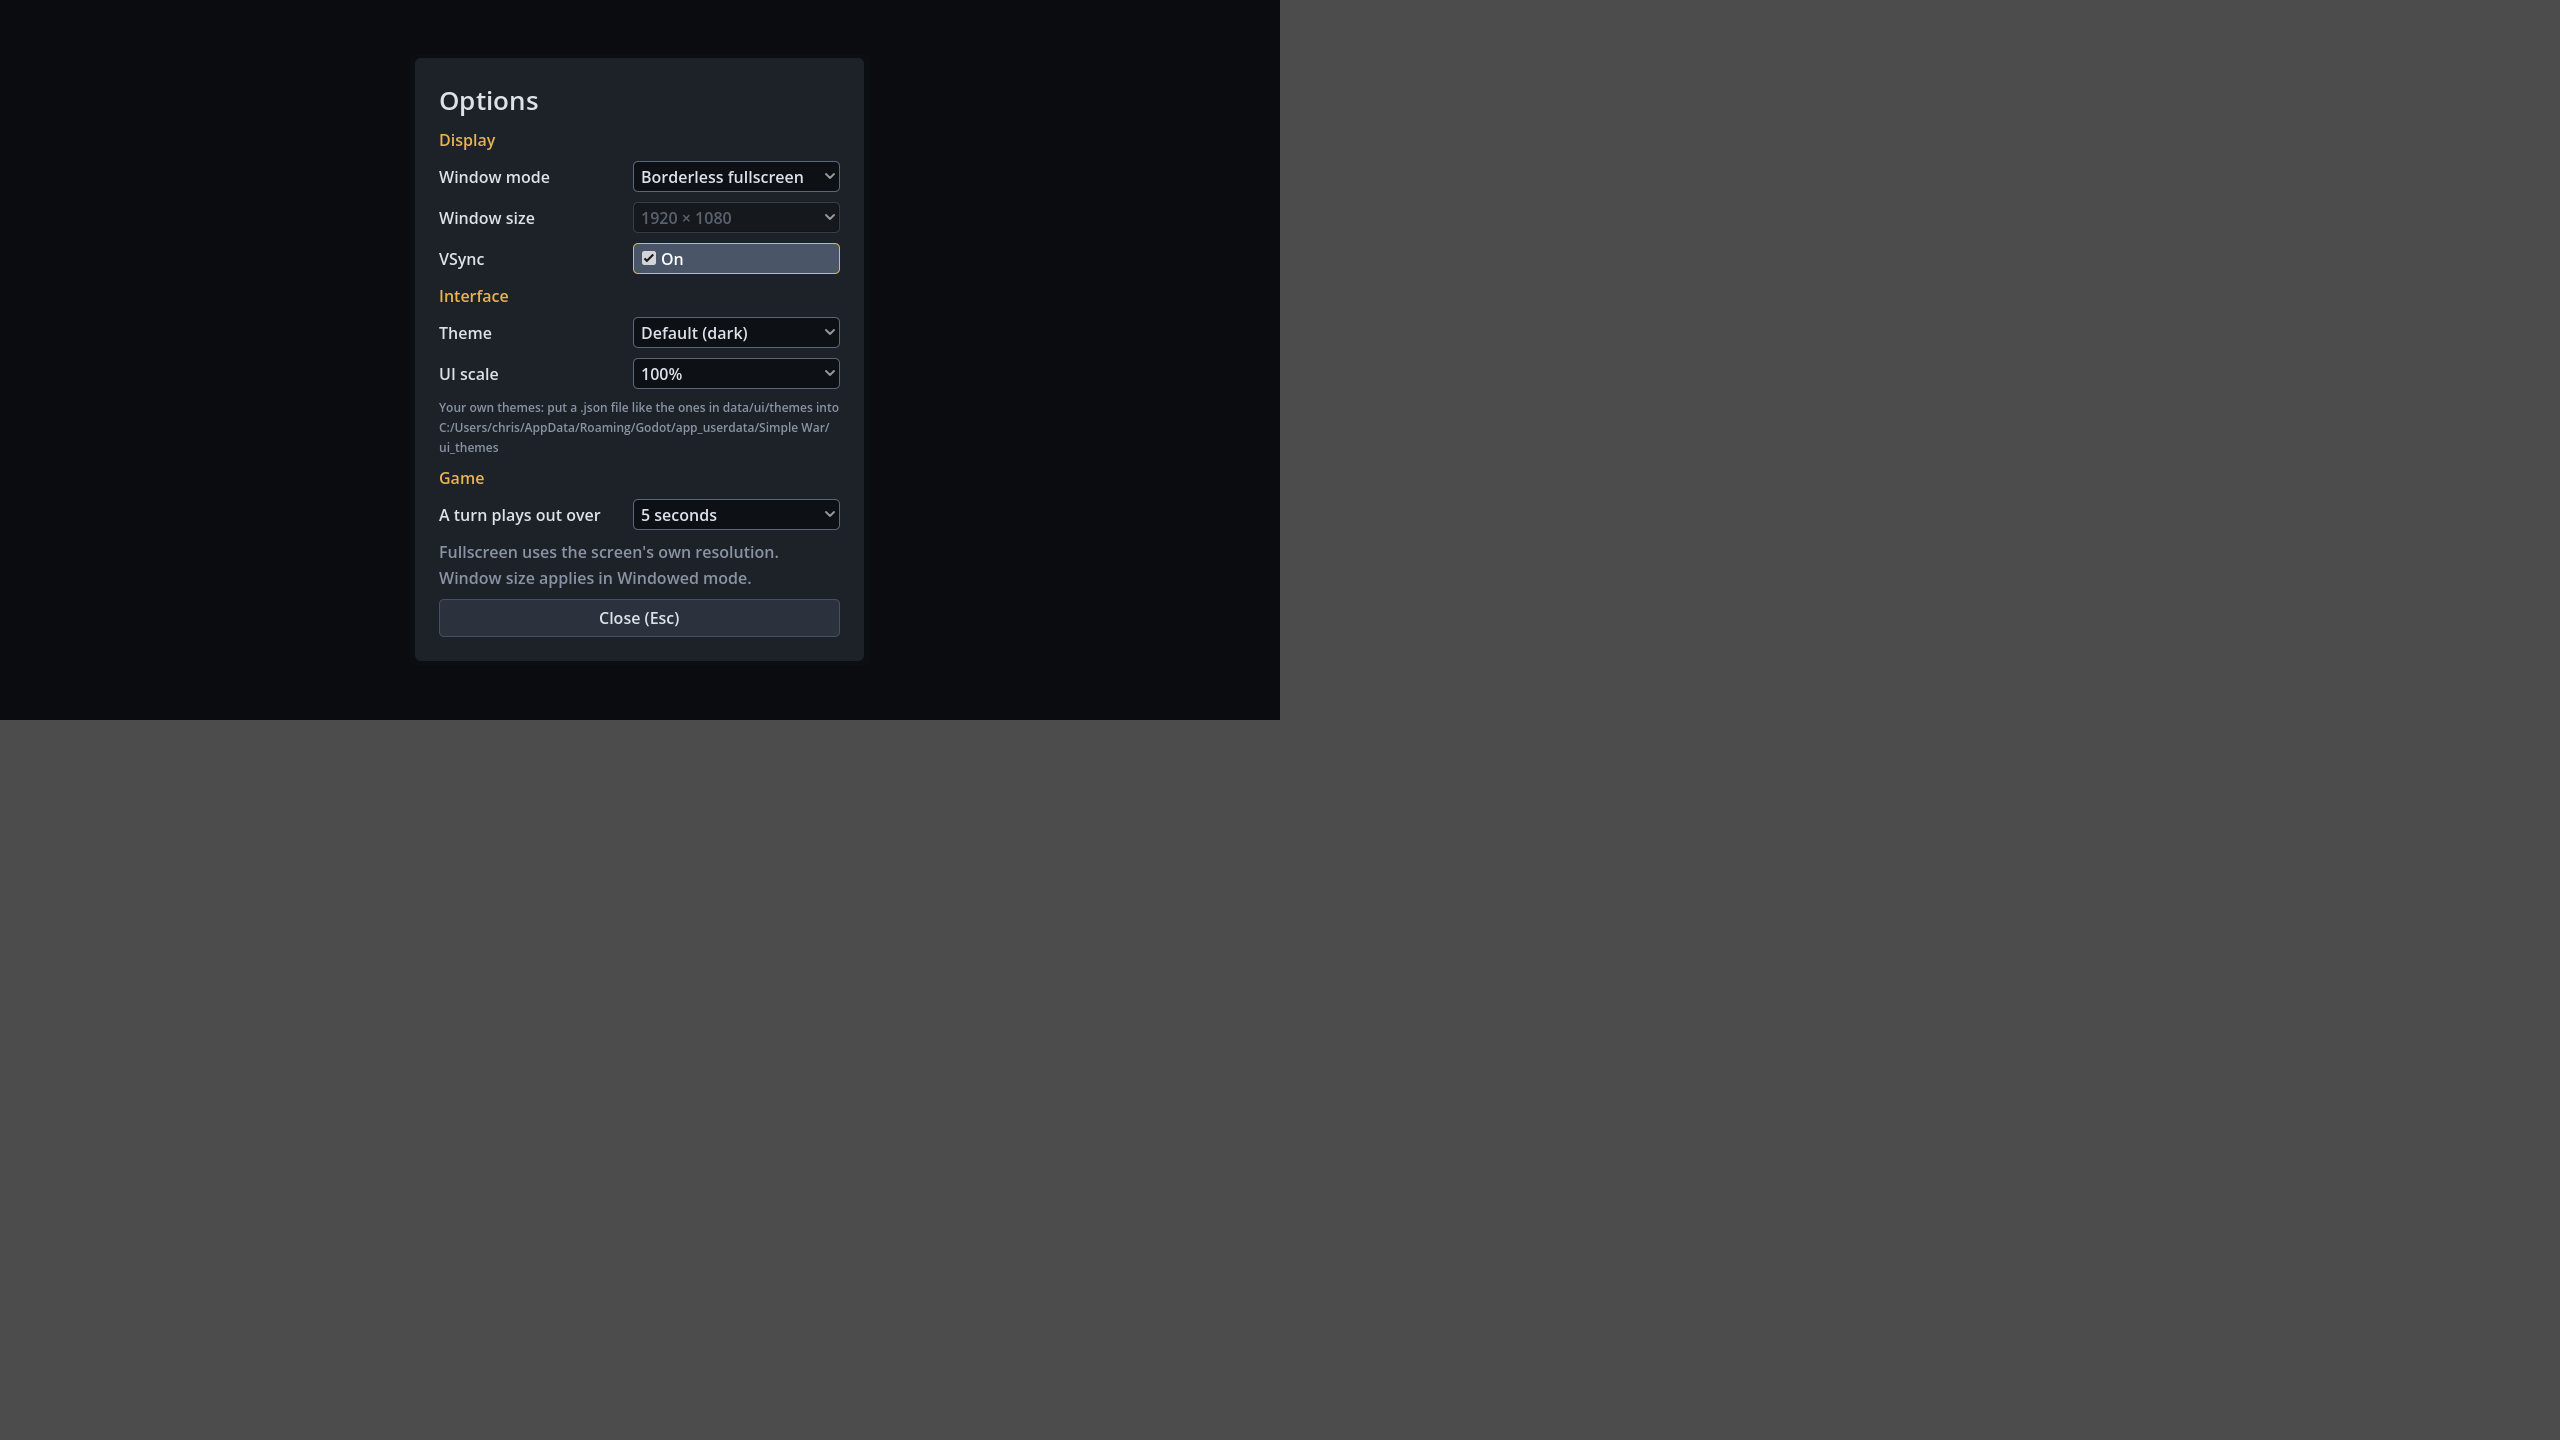 Options
Display
Window mode Borderless fullscreen
Window size 1920 × 1080
VSync On
Interface
Theme Default (dark)
UI scale 100%
Your own themes: put a .json file like the ones in data/ui/themes into
C:/Users/chris/AppData/Roaming/Godot/app_userdata/Simple War/
ui_themes
Game
A turn plays out over 5 seconds
Fullscreen uses the screen's own resolution.
Window size applies in Windowed mode.
Close (Esc)